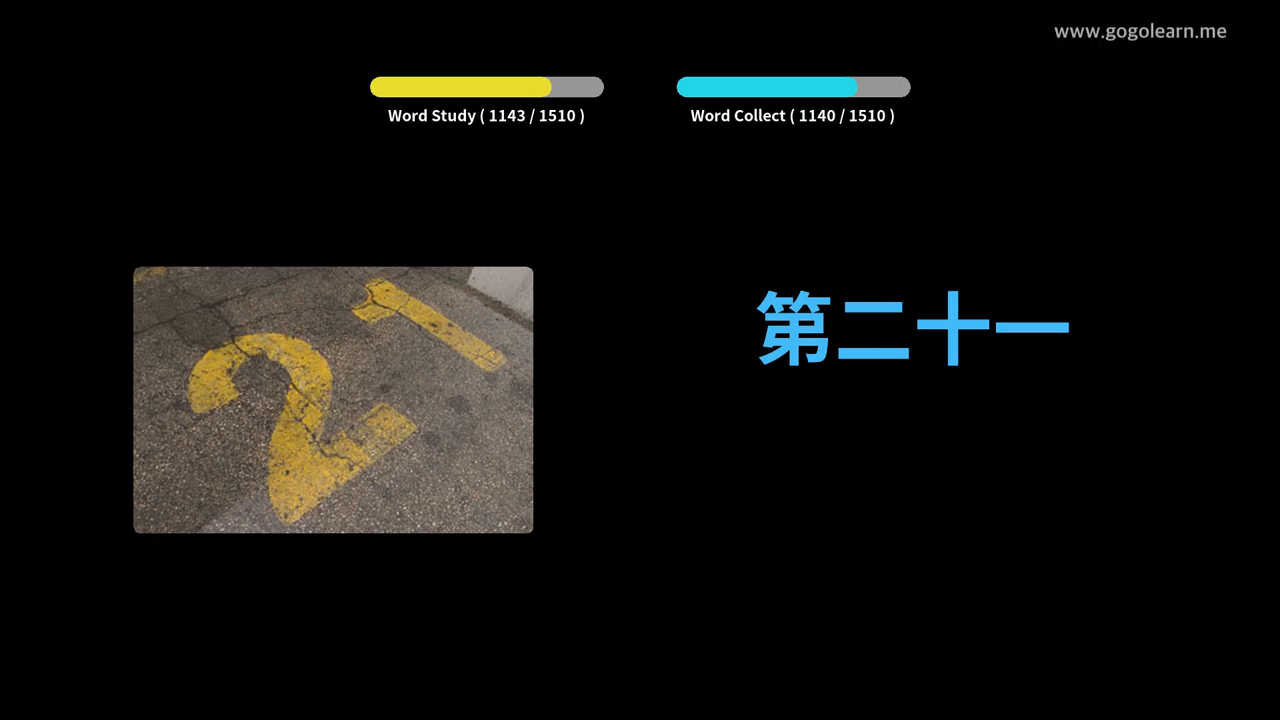 www.gogolearn.me
Word Study ( 1143 / 1510 )
Word Collect ( 1140 / 1510 )
21
第二十一